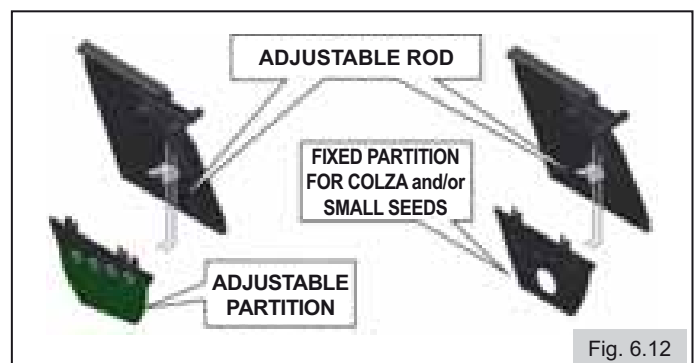 ADJUSTABLE ROD
FIXED PARTITION
FOR COLZA and/or
SMALL SEEDS
ADJUSTABLE
PARTITION
Fig. 6.12